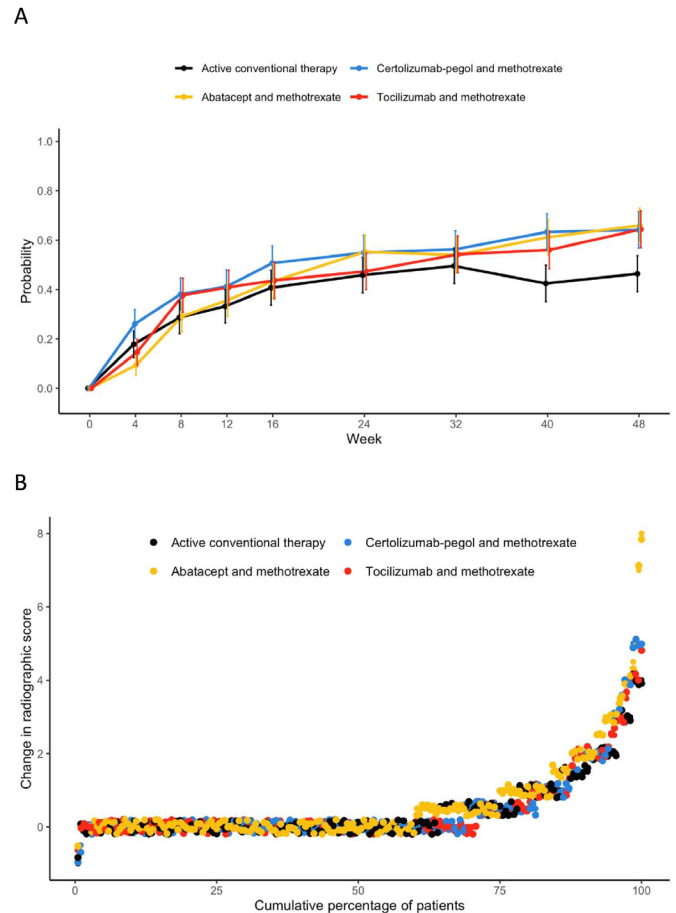 A
Active conventional therapy Certolizumab-pegol and methotrexate
Abatacept and methotrexate Tocilizumab and methotrexate
1.0
0.8
0.6
0.4
0.2
0.0
Probability
0 4 8 12 16 24 32 40 48
Week
B
8
6
4
2
0
Change in radiographic score
Active conventional therapy Certolizumab-pegol and methotrexate
Abatacept and methotrexate Tocilizumab and methotrexate
0 25 50 75 100
Cumulative percentage of patients